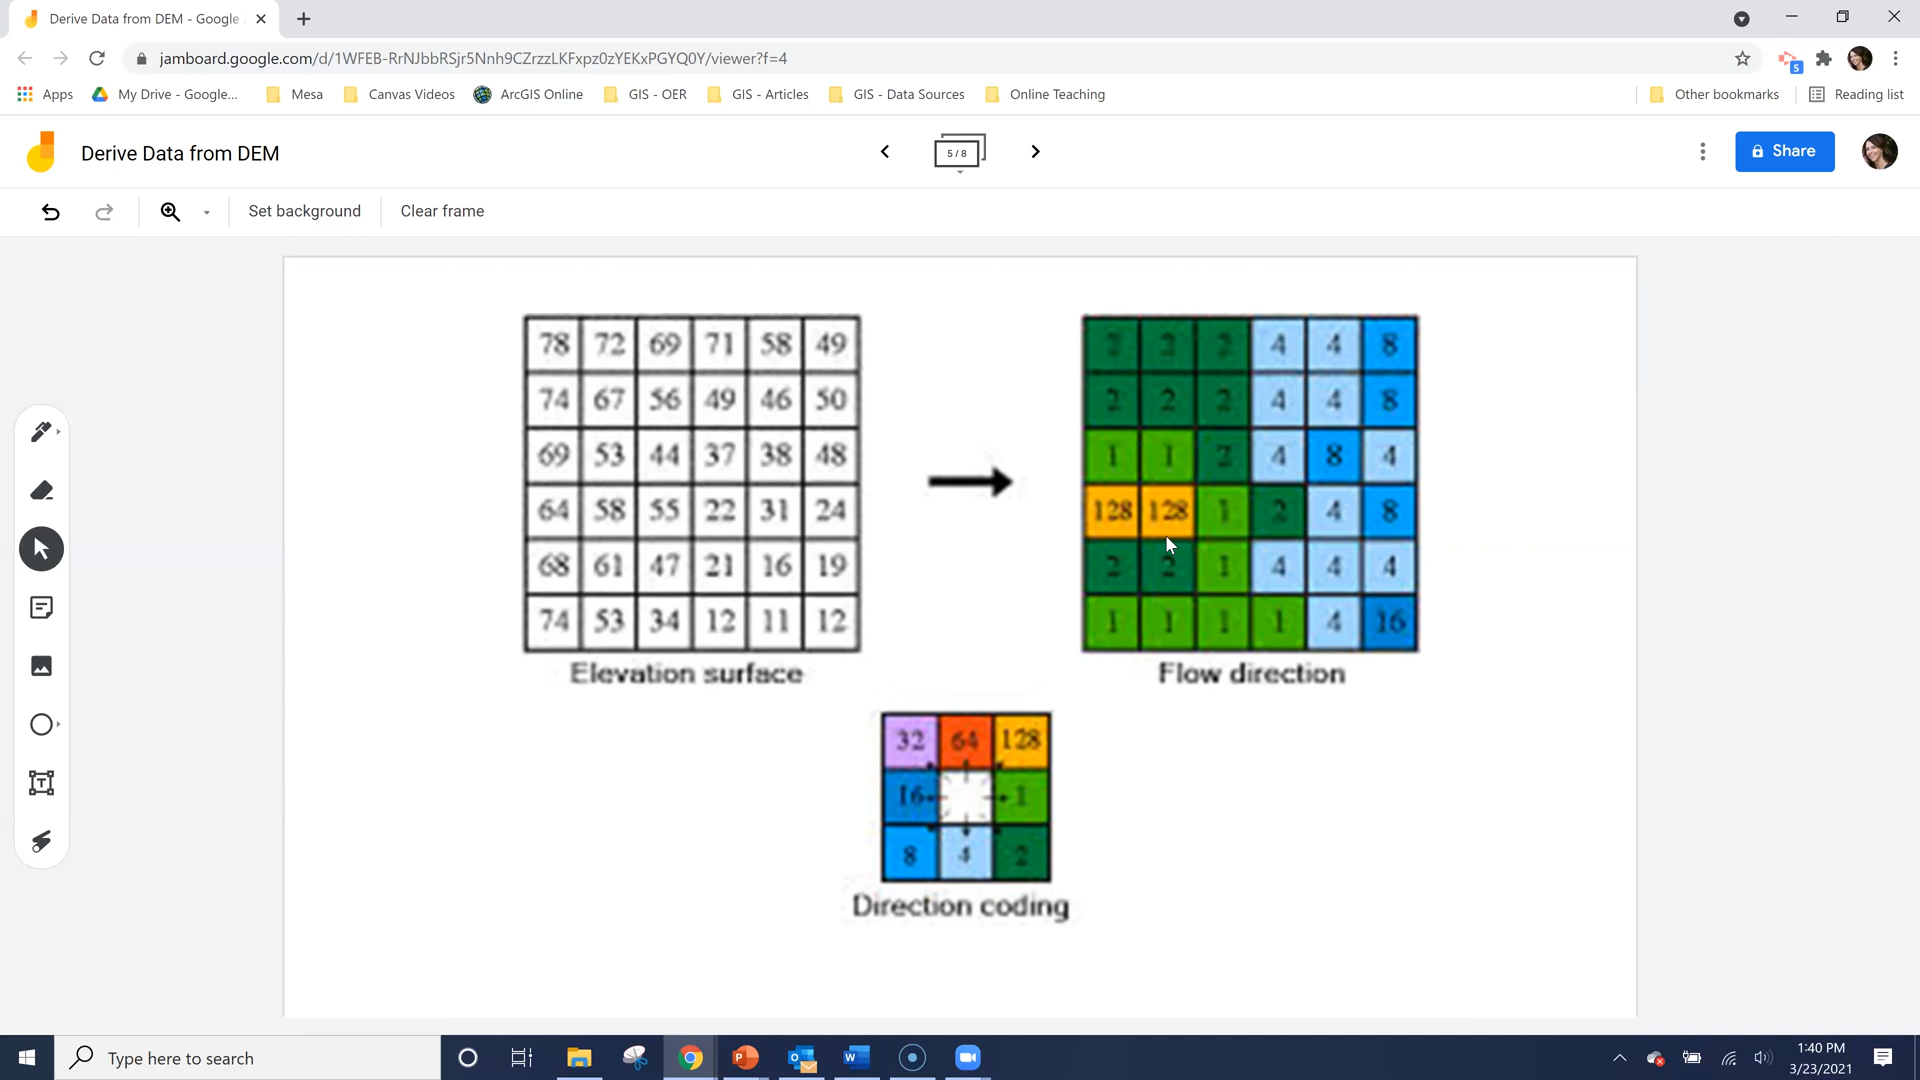 Derive Data from DEM - Google
jamboard.google.com/d/1WFEB-RrNJbbRSjr5Nnh9CZrzzLKFxpz0zYEKxPGYQ0Y/viewer?f=4
5
Apps My Drive - Google... Mesa Canvas Videos ArcGIS Online GIS - OER GIS - Articles GIS - Data Sources Online Teaching Other bookmarks Reading list
Derive Data from DEM
5 / 8
Share
Set background Clear frame
78 72 69 71 58 49
74 67 56 49 46 50
69 53 44 37 38 48
64 58 55 22 31 24
68 61 47 21 16 19
74 53 34 12 11 12
Elevation surface
2 2 2 4 4 8
2 2 2 4 4 8
1 1 2 4 8 4
128 128 1 2 4 8
2 2 1 4 4 4
1 1 1 1 4 16
Flow direction
32 64 128
16 1
8 4 2
Direction coding
Type here to search
1:40 PM
3/23/2021